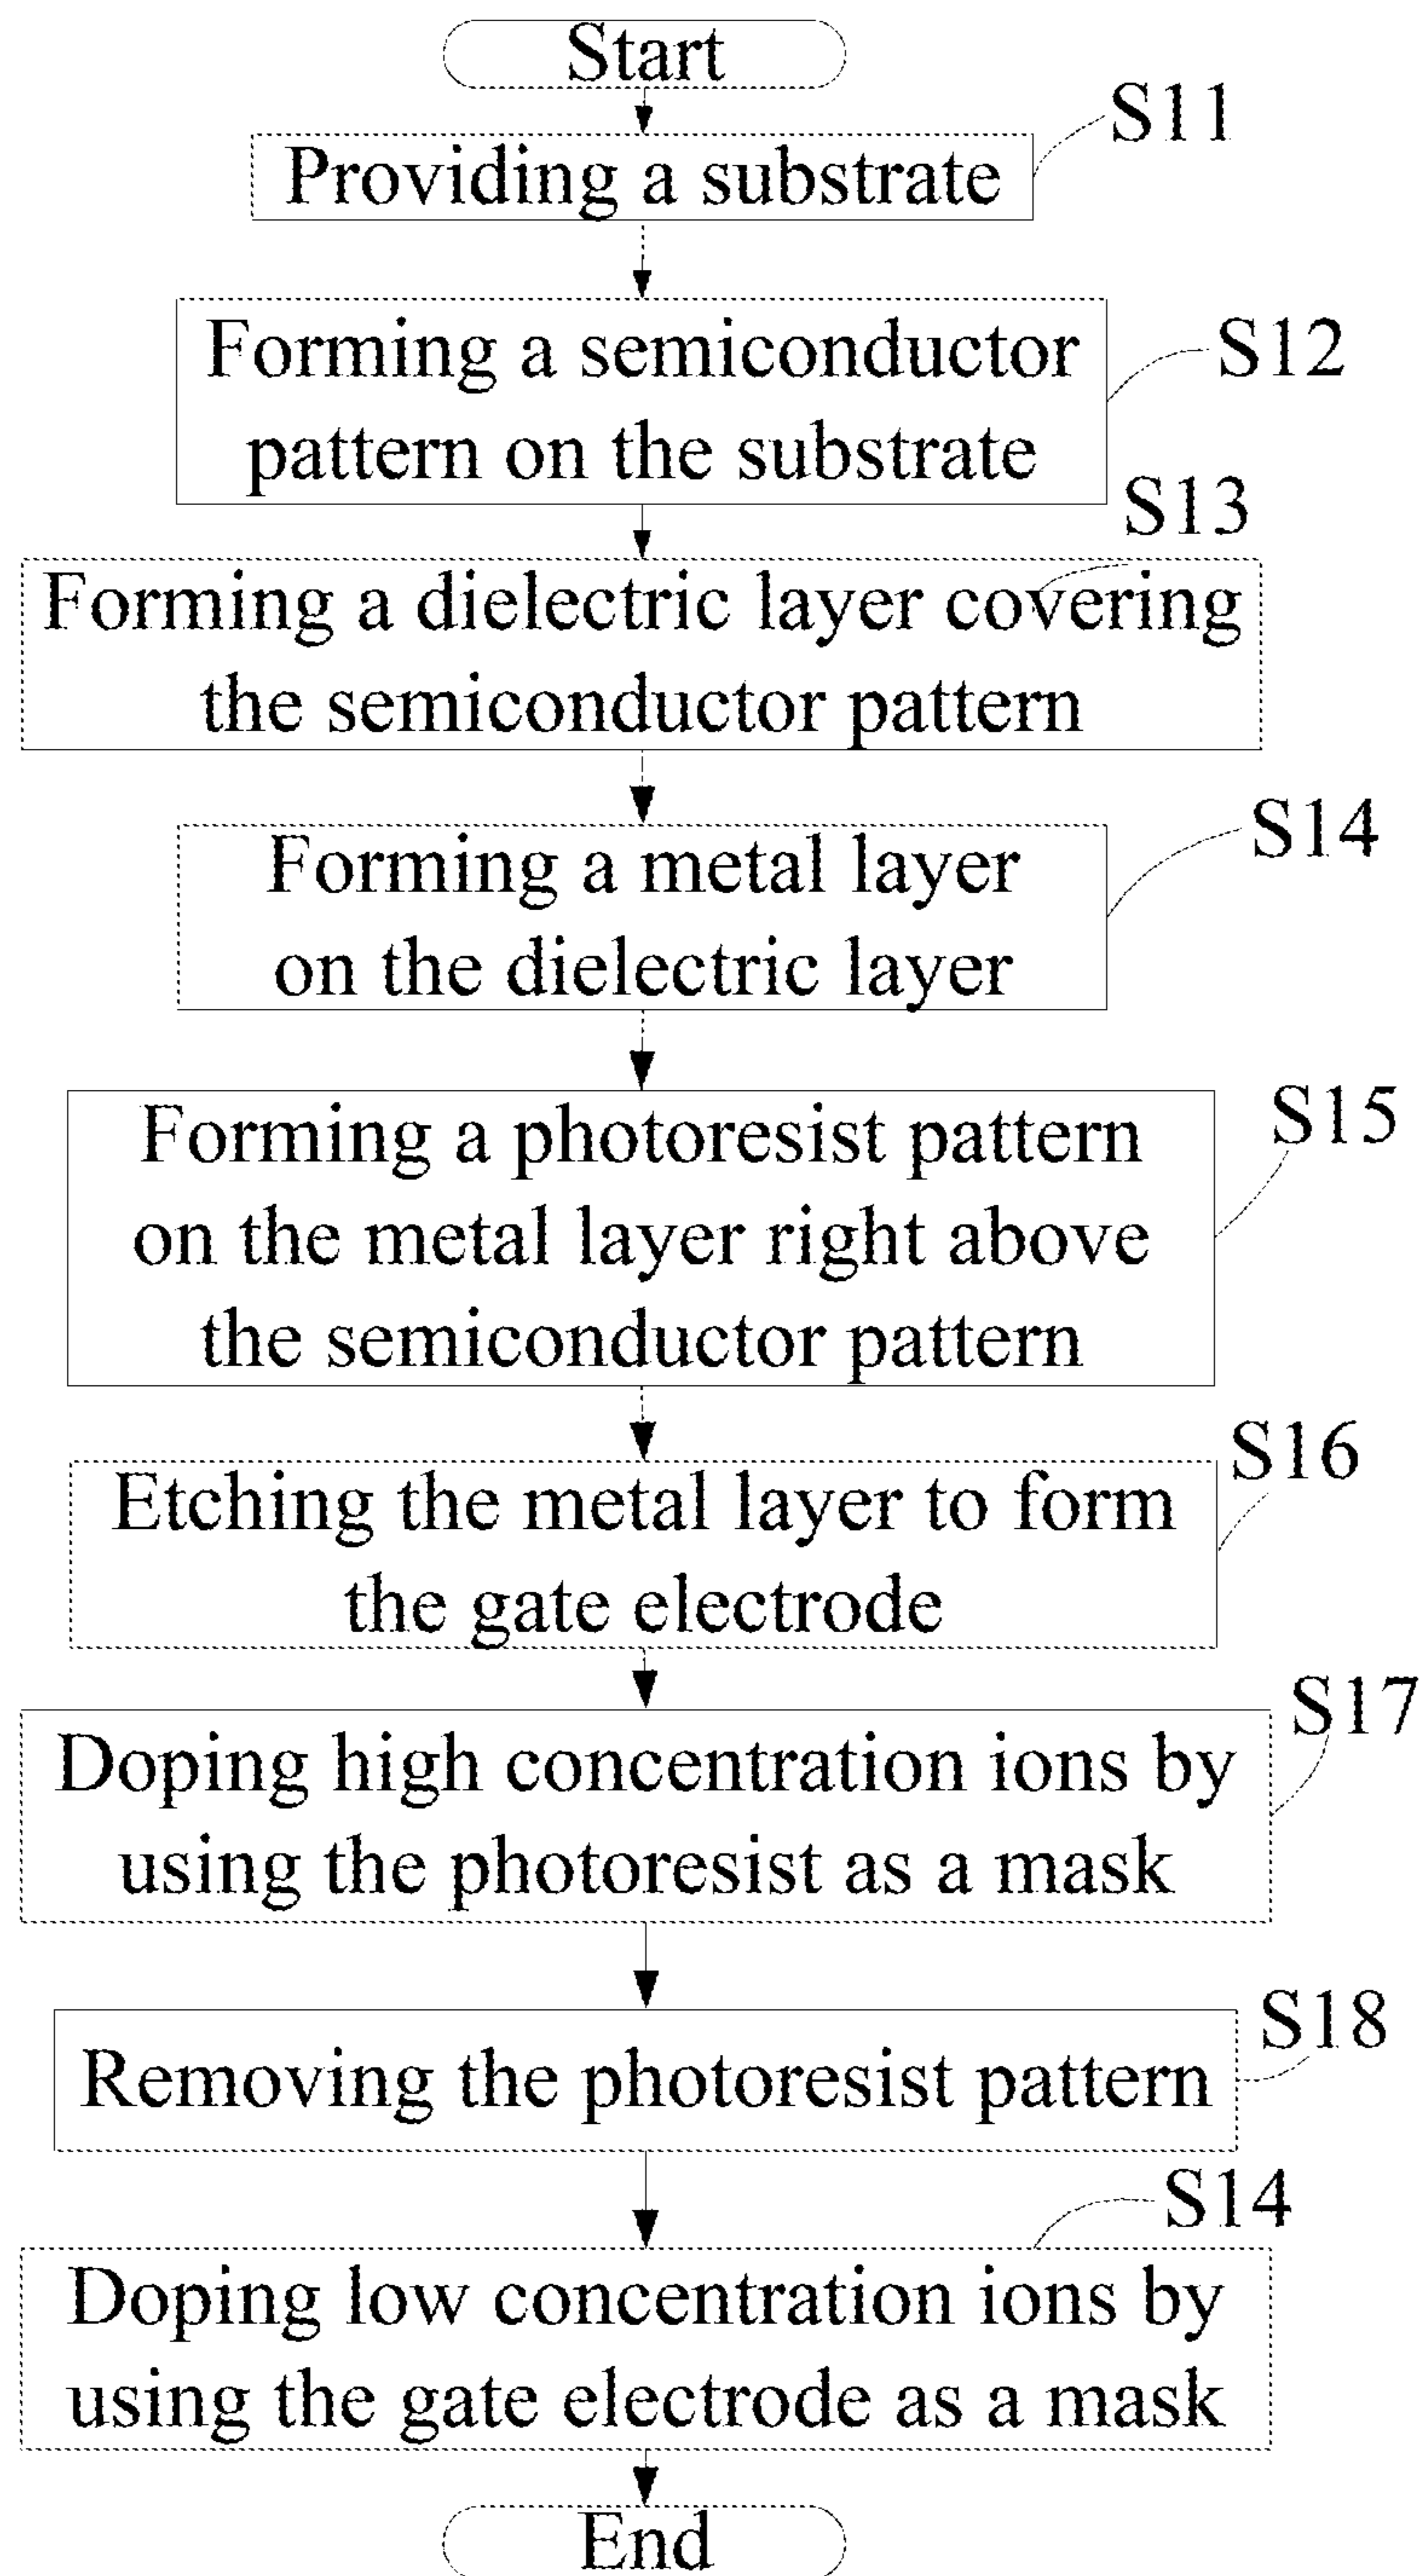 Start
S11
Providing a substrate
S12
Forming a semiconductor
pattern on the substrate
S13
Forming a dielectric layer covering
the semiconductor pattern
S14
Forming a metal layer
on the dielectric layer
S15
Forming a photoresist pattern
on the metal layer right above
the semiconductor pattern
S16
Etching the metal layer to form
the gate electrode
S17
Doping high concentration ions by
using the photoresist as a mask
S18
Removing the photoresist pattern
S14
Doping low concentration ions by
using the gate electrode as a mask
End